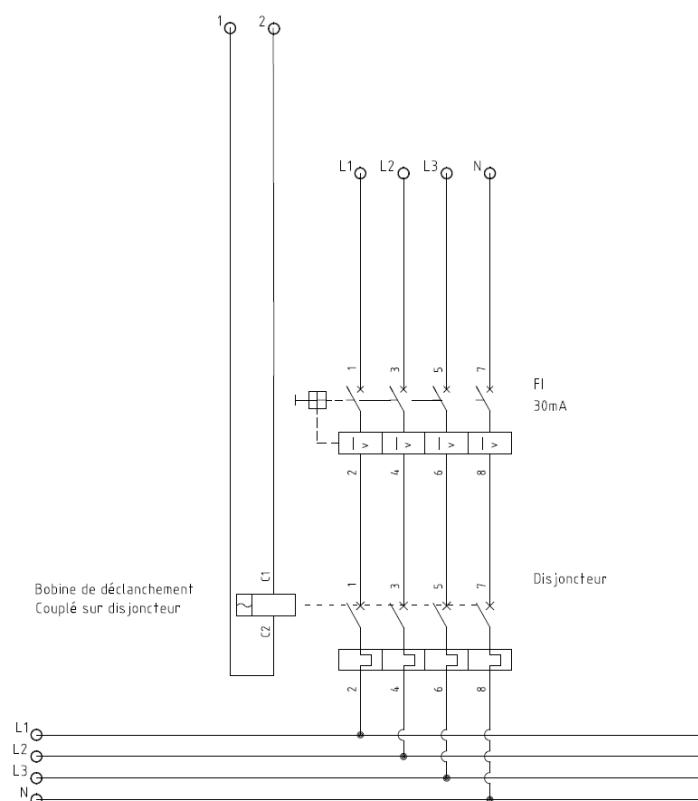 1 2
L1 L2 L3 N
1 3 5 7
FI
30mA
I > I > I > I >
2 4 6 8
C1
Bobine de déclanchement
Couplé sur disjoncteur
C2
1 3 5 7
Disjoncteur
2 4 6 8
L1
L2
L3
N